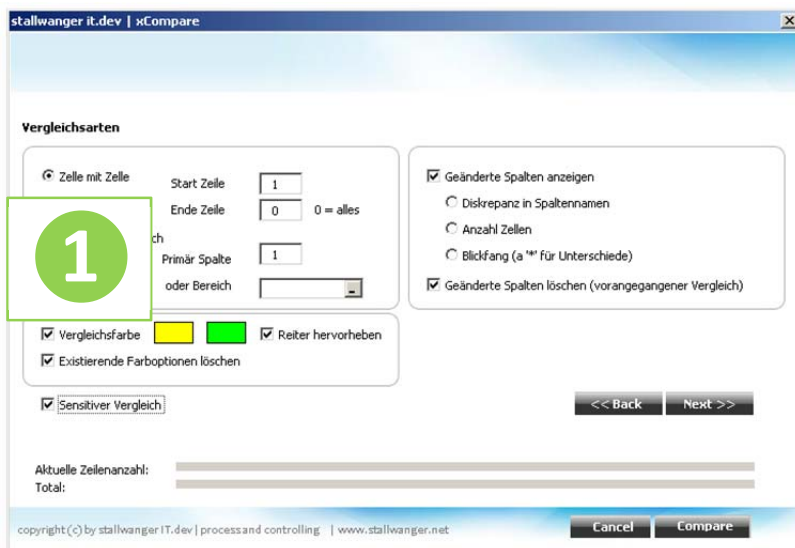 stallwanger it.dev | xCompare
X
Vergleichsarten
Zelle mit Zelle
Start Zeile 1
Ende Zeile 0 0 = alles
ch
Primär Spalte 1
oder Bereich
1
Geänderte Spalten anzeigen
Diskrepanz in Spaltennamen
Anzahl Zellen
Blickfang (a '*' für Unterschiede)
Geänderte Spalten löschen (vorangegangener Vergleich)
Vergleichsfarbe Reiter hervorheben
Existierende Farboptionen löschen
Sensitiver Vergleich
<< Back Next >>
Aktuelle Zeilenanzahl:
Total:
copyright (c) by stallwanger IT.dev | process and controlling | www.stallwanger.net
Cancel Compare